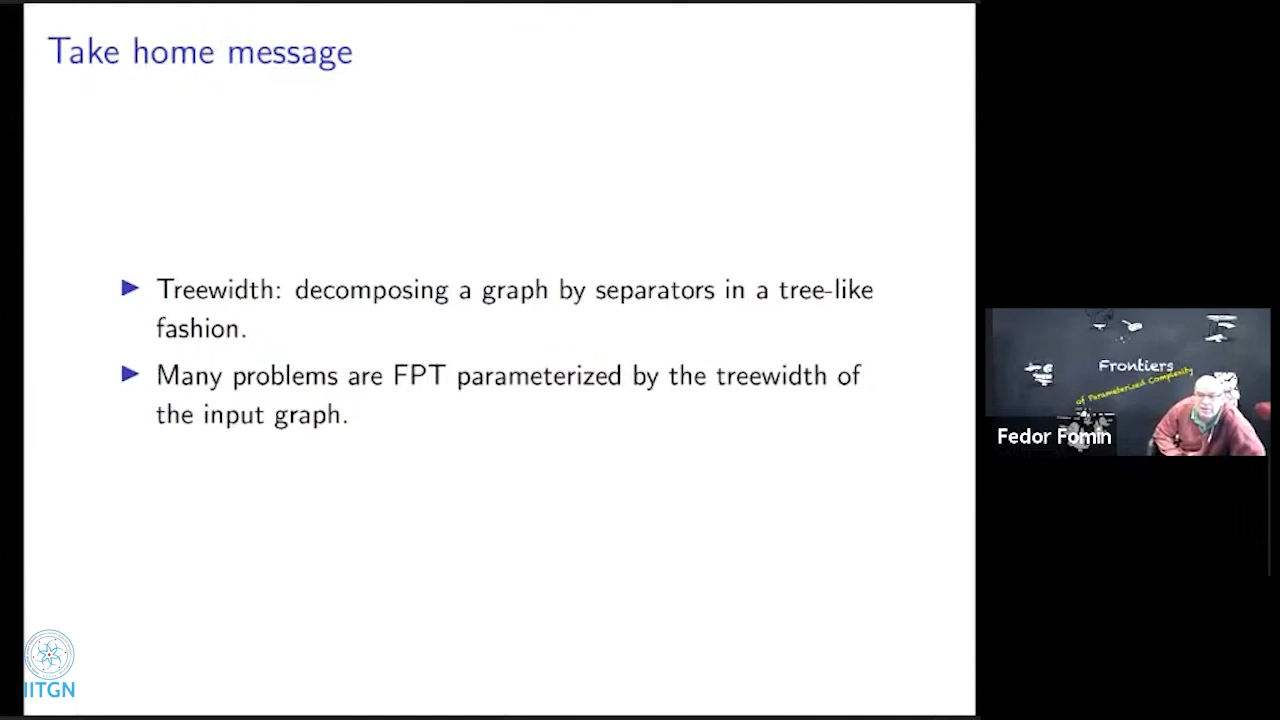 Take home message
Treewidth: decomposing a graph by separators in a tree-like
fashion.
Many problems are FPT parameterized by the treewidth of
the input graph.
Frontiers
of Parameterized Complexity
Fedor Fomin
IITGN